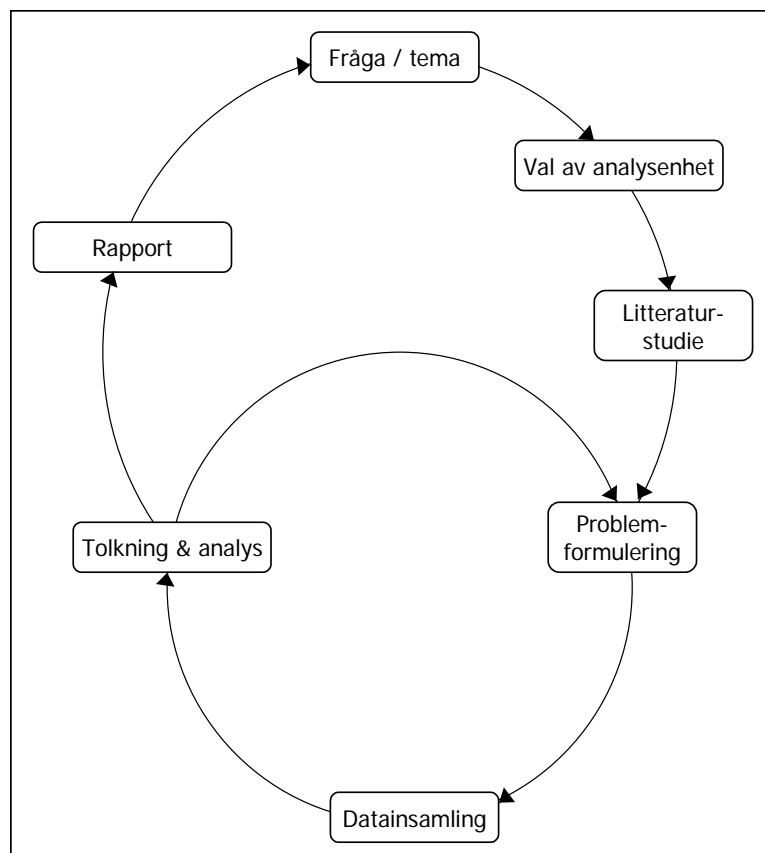 Fråga / tema
Val av analysenhet
Litteratur-
studie
Problem-
formulering
Datainsamling
Tolkning & analys
Rapport